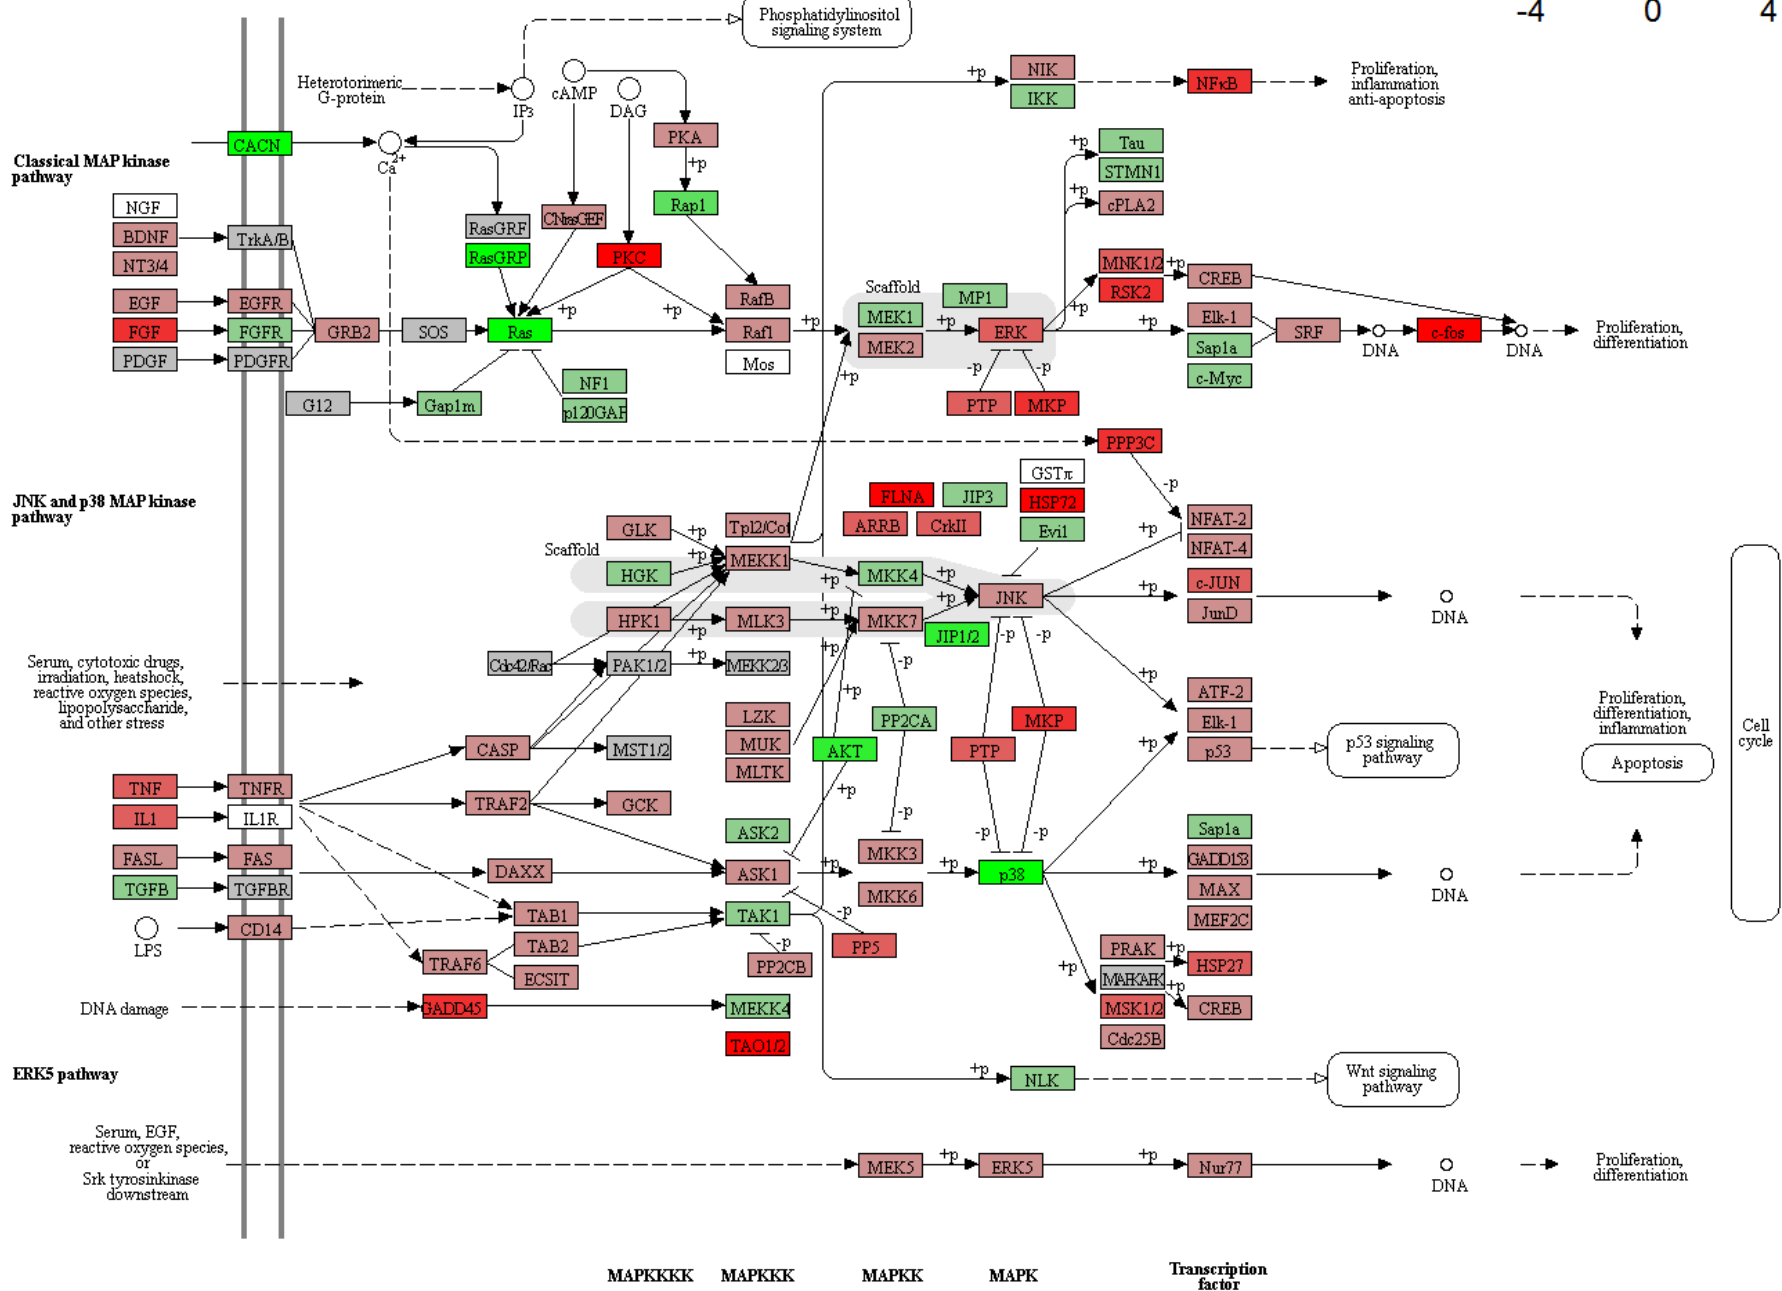 -4 0 4
Phosphatidylinositol
signaling system
Heterotorimeric
G-protein
IP3
cAMP
DAG
+p
NIK
IKK
NFκB
Proliferation,
inflammation
anti-apoptosis
CACN
Ca2+
PKA
+p
Rap1
+p
Tau
STMN1
+p
cPLA2
Classical MAP kinase
pathway
NGF
BDNF
NT3/4
TrkA/B
RasGRF
RasGRP
CNrasGEF
PKC
EGF
EGFR
FGF
FGFR
PDGF
PDGFR
GRB2
SOS
Ras
+p
+p
RafB
Raf1
Mos
+p
Scaffold
MEK1
MEK2
MP1
+p
ERK
+p
+p
MNK1/2
RSK2
+p
CREB
Elk-1
Sap1a
c-Myc
SRF
DNA
c-fos
DNA
Proliferation,
differentiation
G12
Gap1m
NF1
p120GAP
+p
-p
-p
PTP
MKP
PPP3C
-p
JNK and p38 MAP kinase
pathway
GSTπ
FLNA
JIP3
HSP72
ARRB
CrkII
Evi1
NFAT-2
NFAT-4
+p
GLK
+p
Tpl2/Cot
Scaffold
HGK
+p
MEKK1
+p
MKK4
+p
JNK
c-JUN
JunD
+p
DNA
HPK1
+p
MLK3
+p
MKK7
+p
JIP1/2
-p
-p
Cdc42/Rac
PAK1/2
+p
MEKK2/3
+p
-p
+p
Serum, cytotoxic drugs,
irradiation, heatshock,
reactive oxygen species,
lipopolysaccharide,
and other stress
+p
ATF-2
Elk-1
p53
+p
p53 signaling
pathway
Proliferation,
differentiation,
inflammation
Apoptosis
Cell
cycle
LZK
MUK
MLTK
PP2CA
AKT
MKP
PTP
CASP
MST1/2
TNF
TNFR
IL1
IL1R
TRAF2
GCK
+p
-p
-p
-p
ASK2
Sap1a
FASL
FAS
TGFB
TGFBR
DAXX
ASK1
+p
MKK3
MKK6
+p
p38
+p
GADD153
MAX
MEF2C
DNA
LPS
CD14
TAB1
TAB2
ECSIT
TRAF6
TAK1
-p
-p
PP2CB
PP5
+p
PRAK
MAPKAPK
MSK1/2
Cdc25B
+p
+p
HSP27
CREB
DNA damage
GADD45
MEKK4
TAO1/2
ERK5 pathway
+p
NLK
Wnt signaling
pathway
Serum, EGF,
reactive oxygen species,
or
Srk tyrosinkinase
downstream
MEK5
+p
ERK5
+p
Nur77
DNA
Proliferation,
differentiation
MAPKKKK MAPKKK MAPKK MAPK Transcription
factor